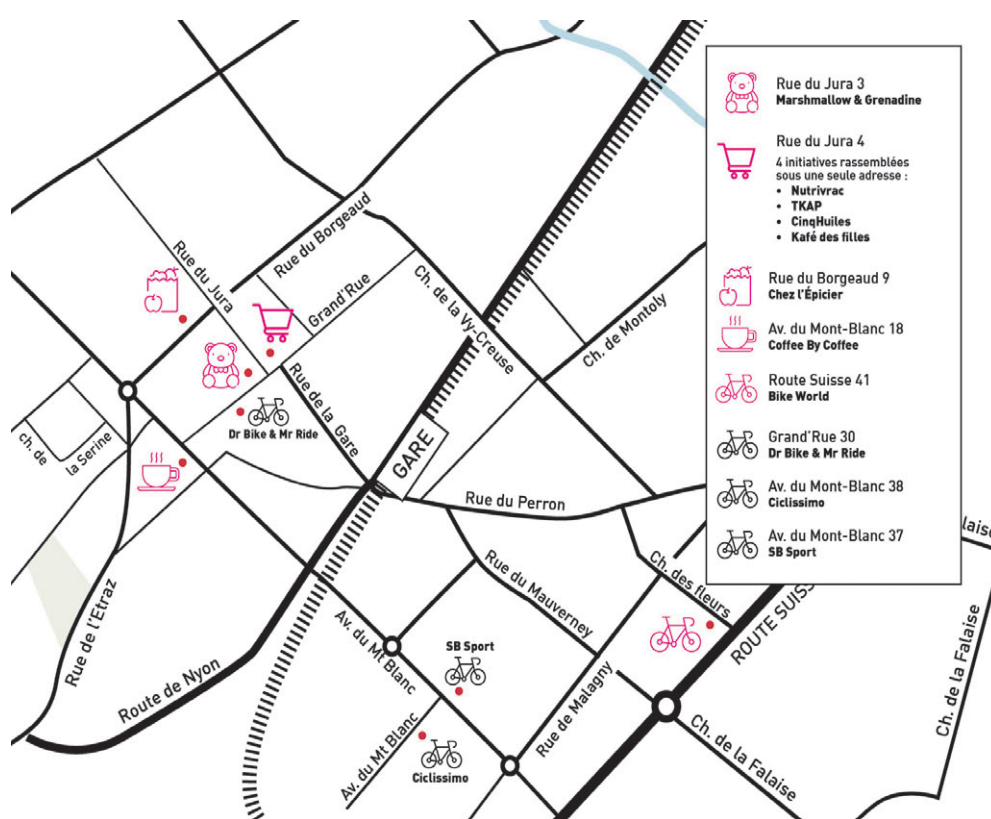 Rue du Jura 3
Marshmallow & Grenadine
Rue du Jura 4
4 initiatives rassemblées
sous une seule adresse :
• Nutrivrac
• TKAP
• CinqHuiles
• Kafé des filles
Rue du Borgeaud 9
Chez l'Épicier
Av. du Mont-Blanc 18
Coffee By Coffee
Route Suisse 41
Bike World
Grand'Rue 30
Dr Bike & Mr Ride
Av. du Mont-Blanc 38
Ciclissimo
Av. du Mont-Blanc 37
SB Sport
Rue du Borgeaud
Rue du Jura
Grand'Rue
Ch. de la Vy-Creuse
Ch. de Montoly
Rue de la Gare
Dr Bike & Mr Ride
GARE
ch. de
la Serine
Rue du Perron
Rue du Mauverney
Ch. des fleurs
ROUTE SUISS
Rue de l'Etraz
Route de Nyon
Av. du Mt Blanc
SB Sport
Av. du Mt Blanc
Ciclissimo
Rue de Malagny
Ch. de la Falaise
Ch. de la Falaise